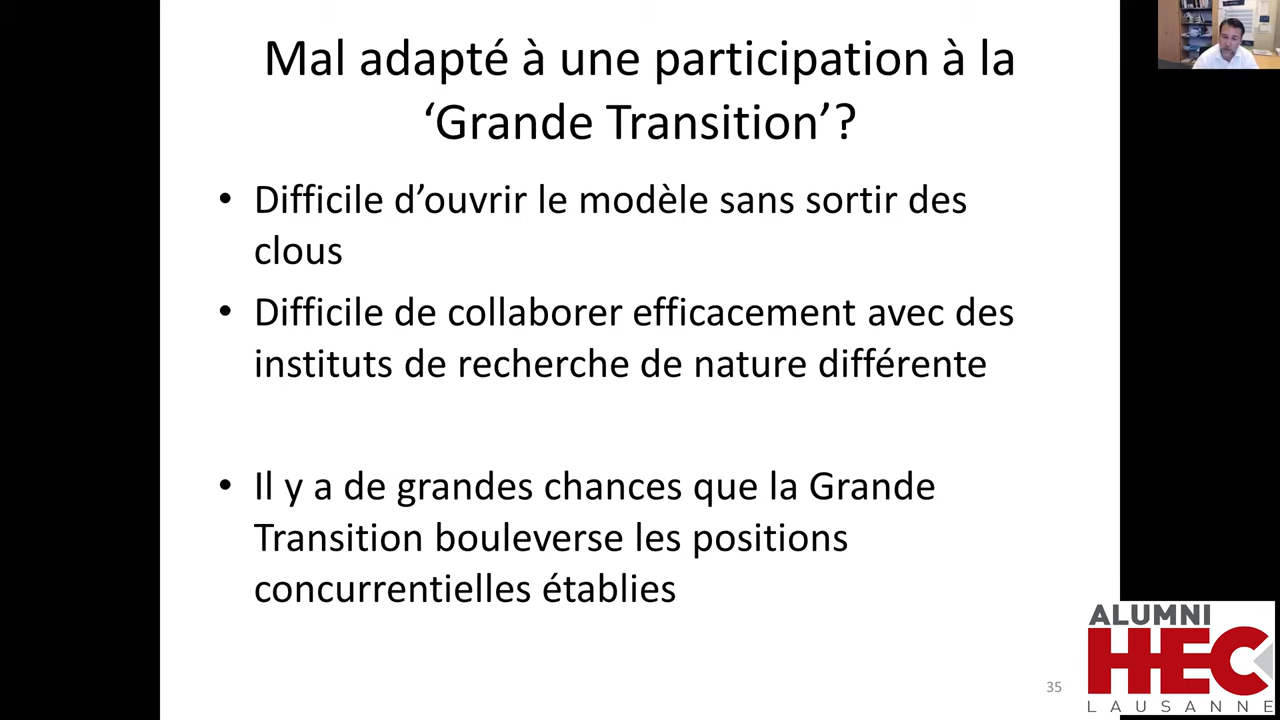 Mal adapté à une participation à la
‘Grande Transition’?
• Difficile d’ouvrir le modèle sans sortir des
clous
• Difficile de collaborer efficacement avec des
instituts de recherche de nature différente
• Il y a de grandes chances que la Grande
Transition bouleverse les positions
concurrentielles établies
35
ALUMNI
HEC
LAUSANNE